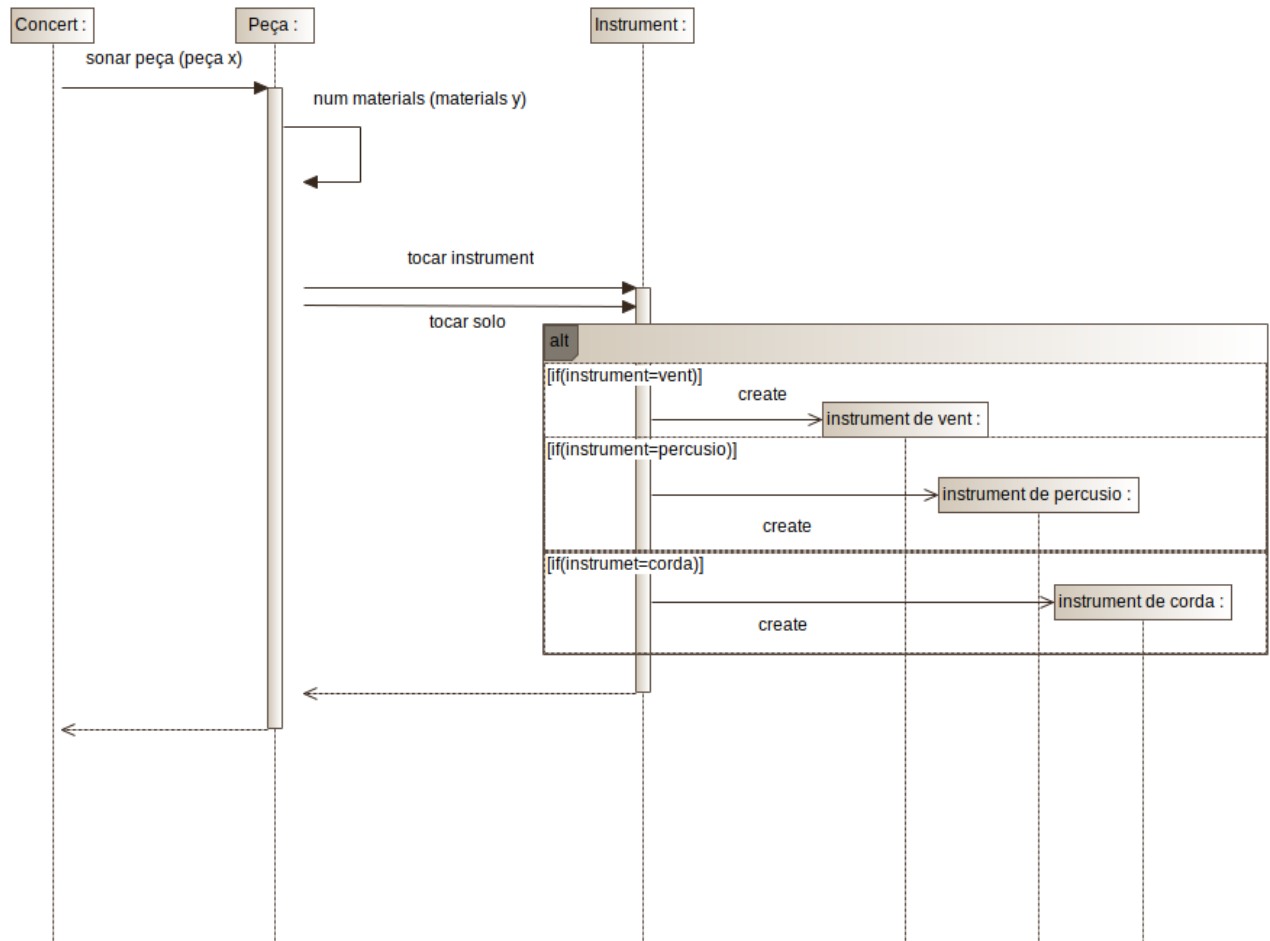 Concert :
Peça :
Instrument :
sonar peça (peça x)
num materials (materials y)
tocar instrument
tocar solo
alt
[if(instrument=vent)]
create
instrument de vent :
[if(instrument=percusio)]
instrument de percusio :
create
[if(instrumet=corda)]
instrument de corda :
create